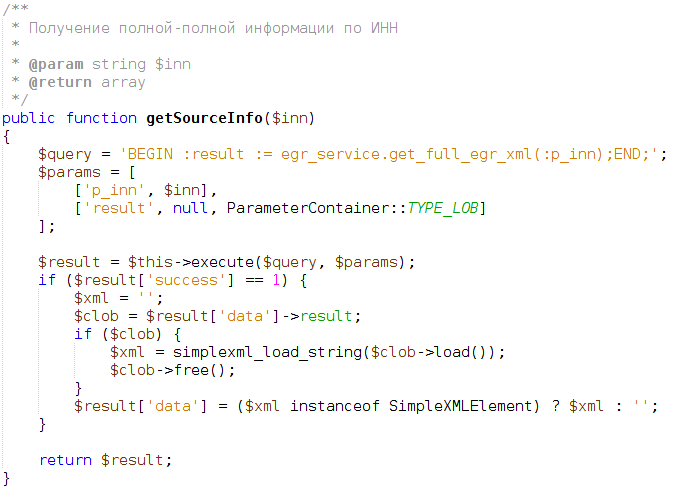 /**
 * Получение полной-полной информации по ИНН
 *
 * @param string $inn
 * @return array
 */
public function getSourceInfo($inn)
{
    $query = 'BEGIN :result := egr_service.get_full_egr_xml(:p_inn);END;';
    $params = [
        ['p_inn', $inn],
        ['result', null, ParameterContainer::TYPE_LOB]
    ];

    $result = $this->execute($query, $params);
    if ($result['success'] == 1) {
        $xml = '';
        $clob = $result['data']->result;
        if ($clob) {
            $xml = simplexml_load_string($clob->load());
            $clob->free();
        }
        $result['data'] = ($xml instanceof SimpleXMLElement) ? $xml : '';
    }

    return $result;
}